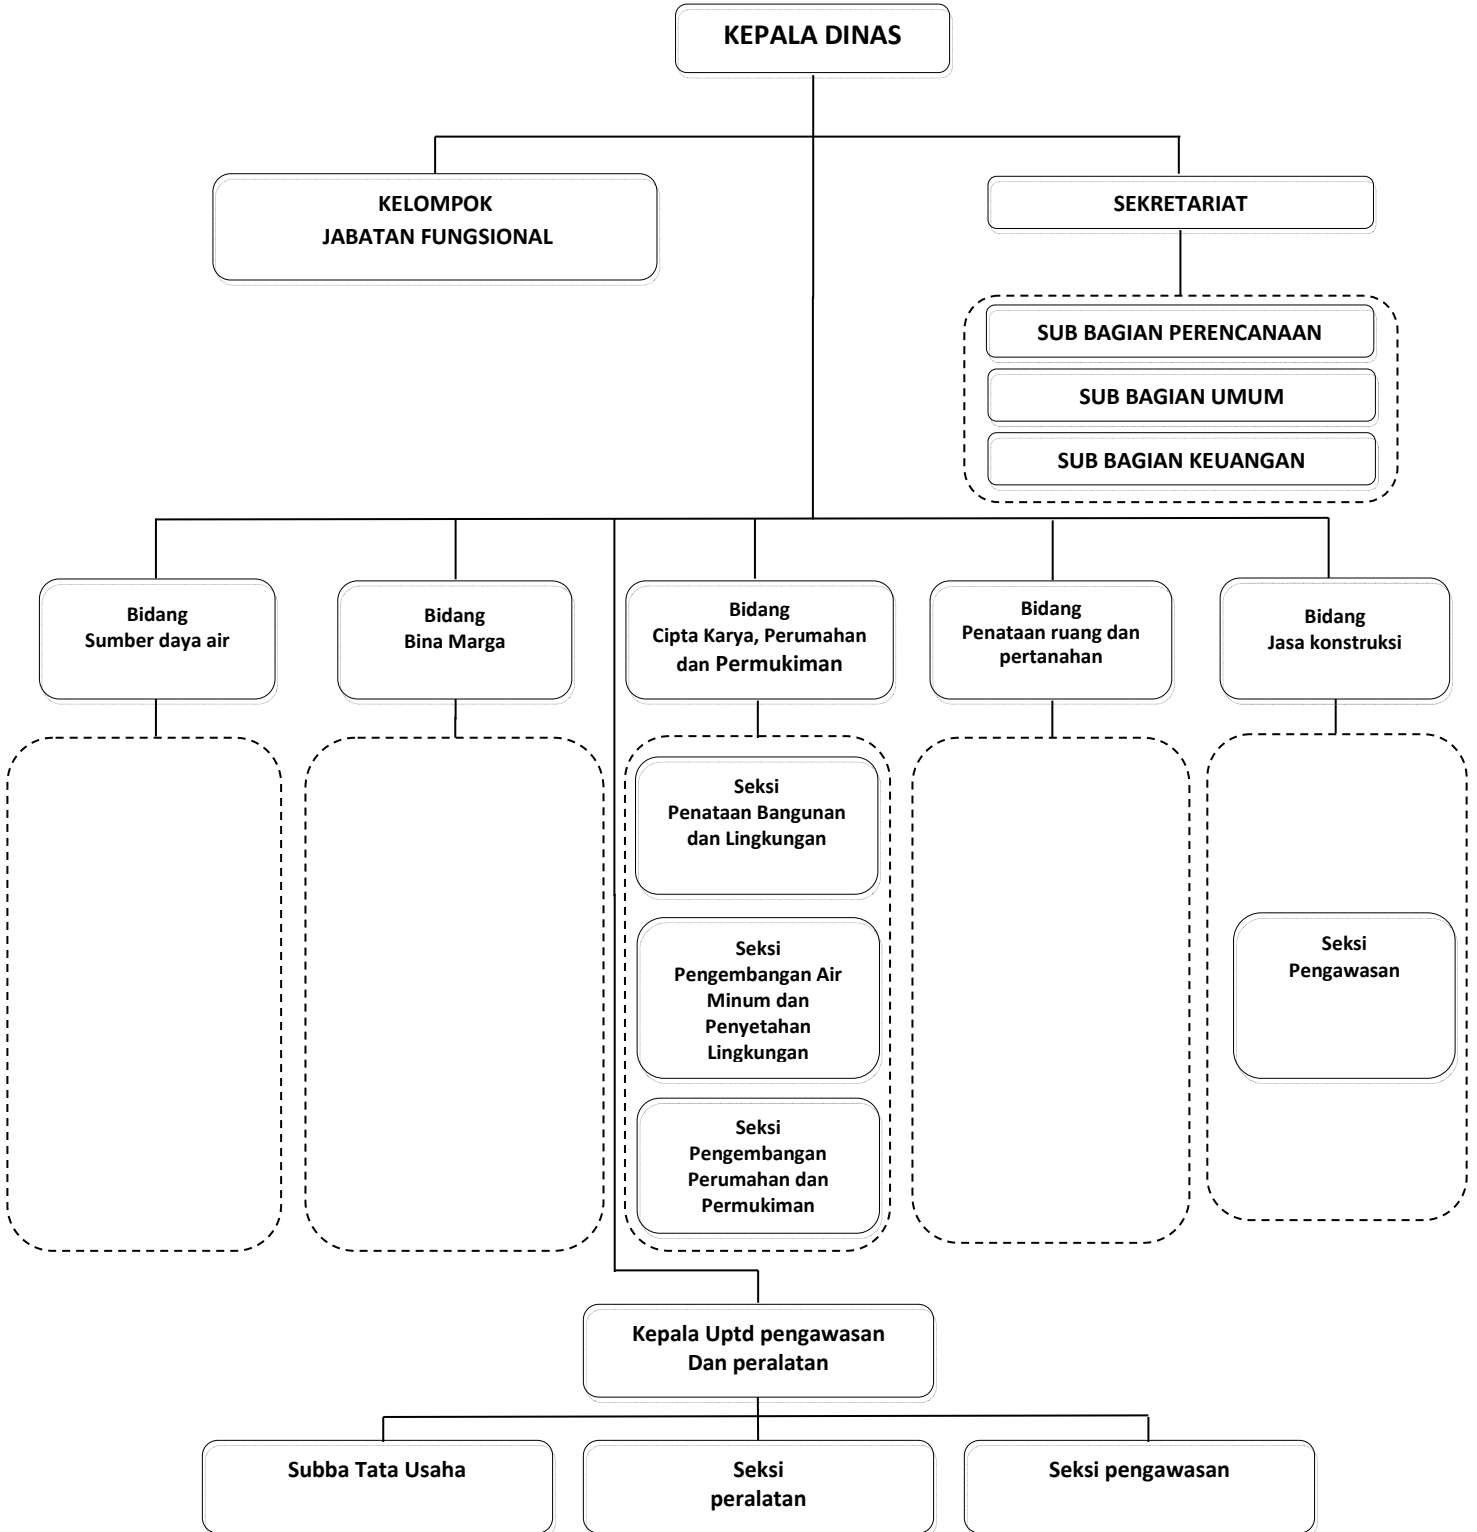 KEPALA DINAS
KELOMPOK
JABATAN FUNGSIONAL
SEKRETARIAT
SUB BAGIAN PERENCANAAN
SUB BAGIAN UMUM
SUB BAGIAN KEUANGAN
Bidang
Sumber daya air
Bidang
Bina Marga
Bidang
Cipta Karya, Perumahan
dan Permukiman
Bidang
Penataan ruang dan
pertanahan
Bidang
Jasa konstruksi
Seksi
Penataan Bangunan
dan Lingkungan
Seksi
Pengembangan Air
Minum dan
Penyetahan
Lingkungan
Seksi
Pengembangan
Perumahan dan
Permukiman
Seksi
Pengawasan
Kepala Uptd pengawasan
Dan peralatan
Subba Tata Usaha
Seksi
peralatan
Seksi pengawasan